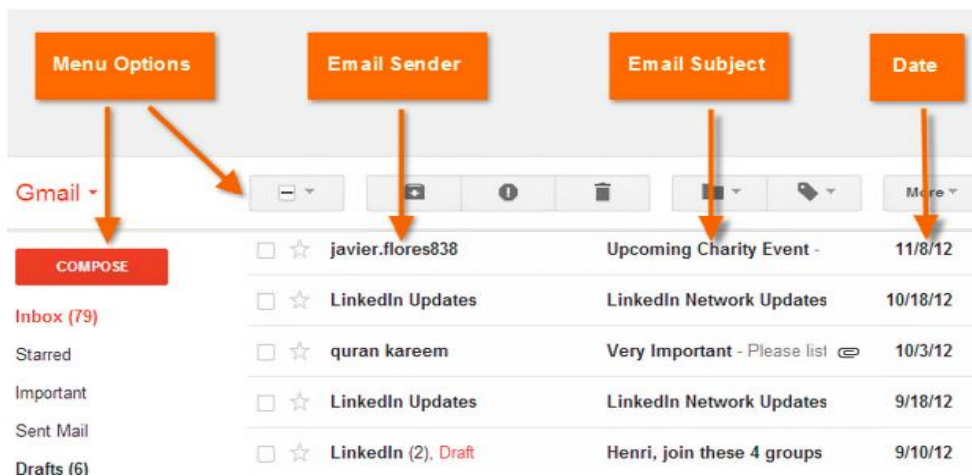 Menu Options
Email Sender
Email Subject
Date
Gmail
More
COMPOSE
Inbox (79)
Starred
Important
Sent Mail
Drafts (6)
javier.flores838 Upcoming Charity Event - 11/8/12
LinkedIn Updates LinkedIn Network Updates 10/18/12
quran kareem Very Important - Please list 10/3/12
LinkedIn Updates LinkedIn Network Updates 9/18/12
LinkedIn (2), Draft Henri, join these 4 groups 9/10/12